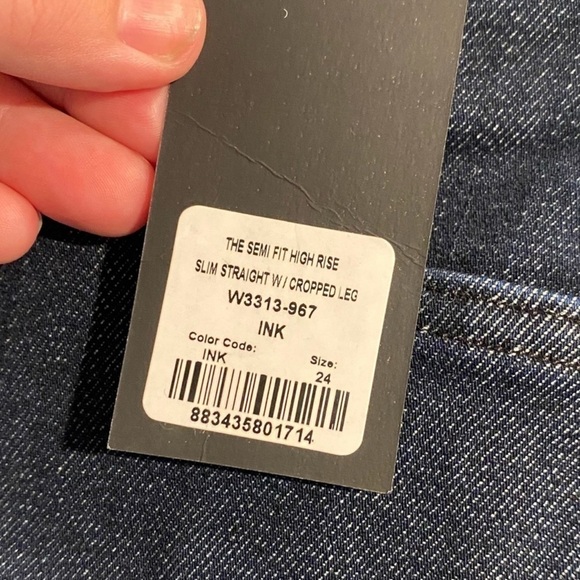 THE SEMI FIT HIGH RISE
SLIM STRAIGHT W/ CROPPED LEG
W3313-967
INK
Color Code: Size:
INK 24
883435801714